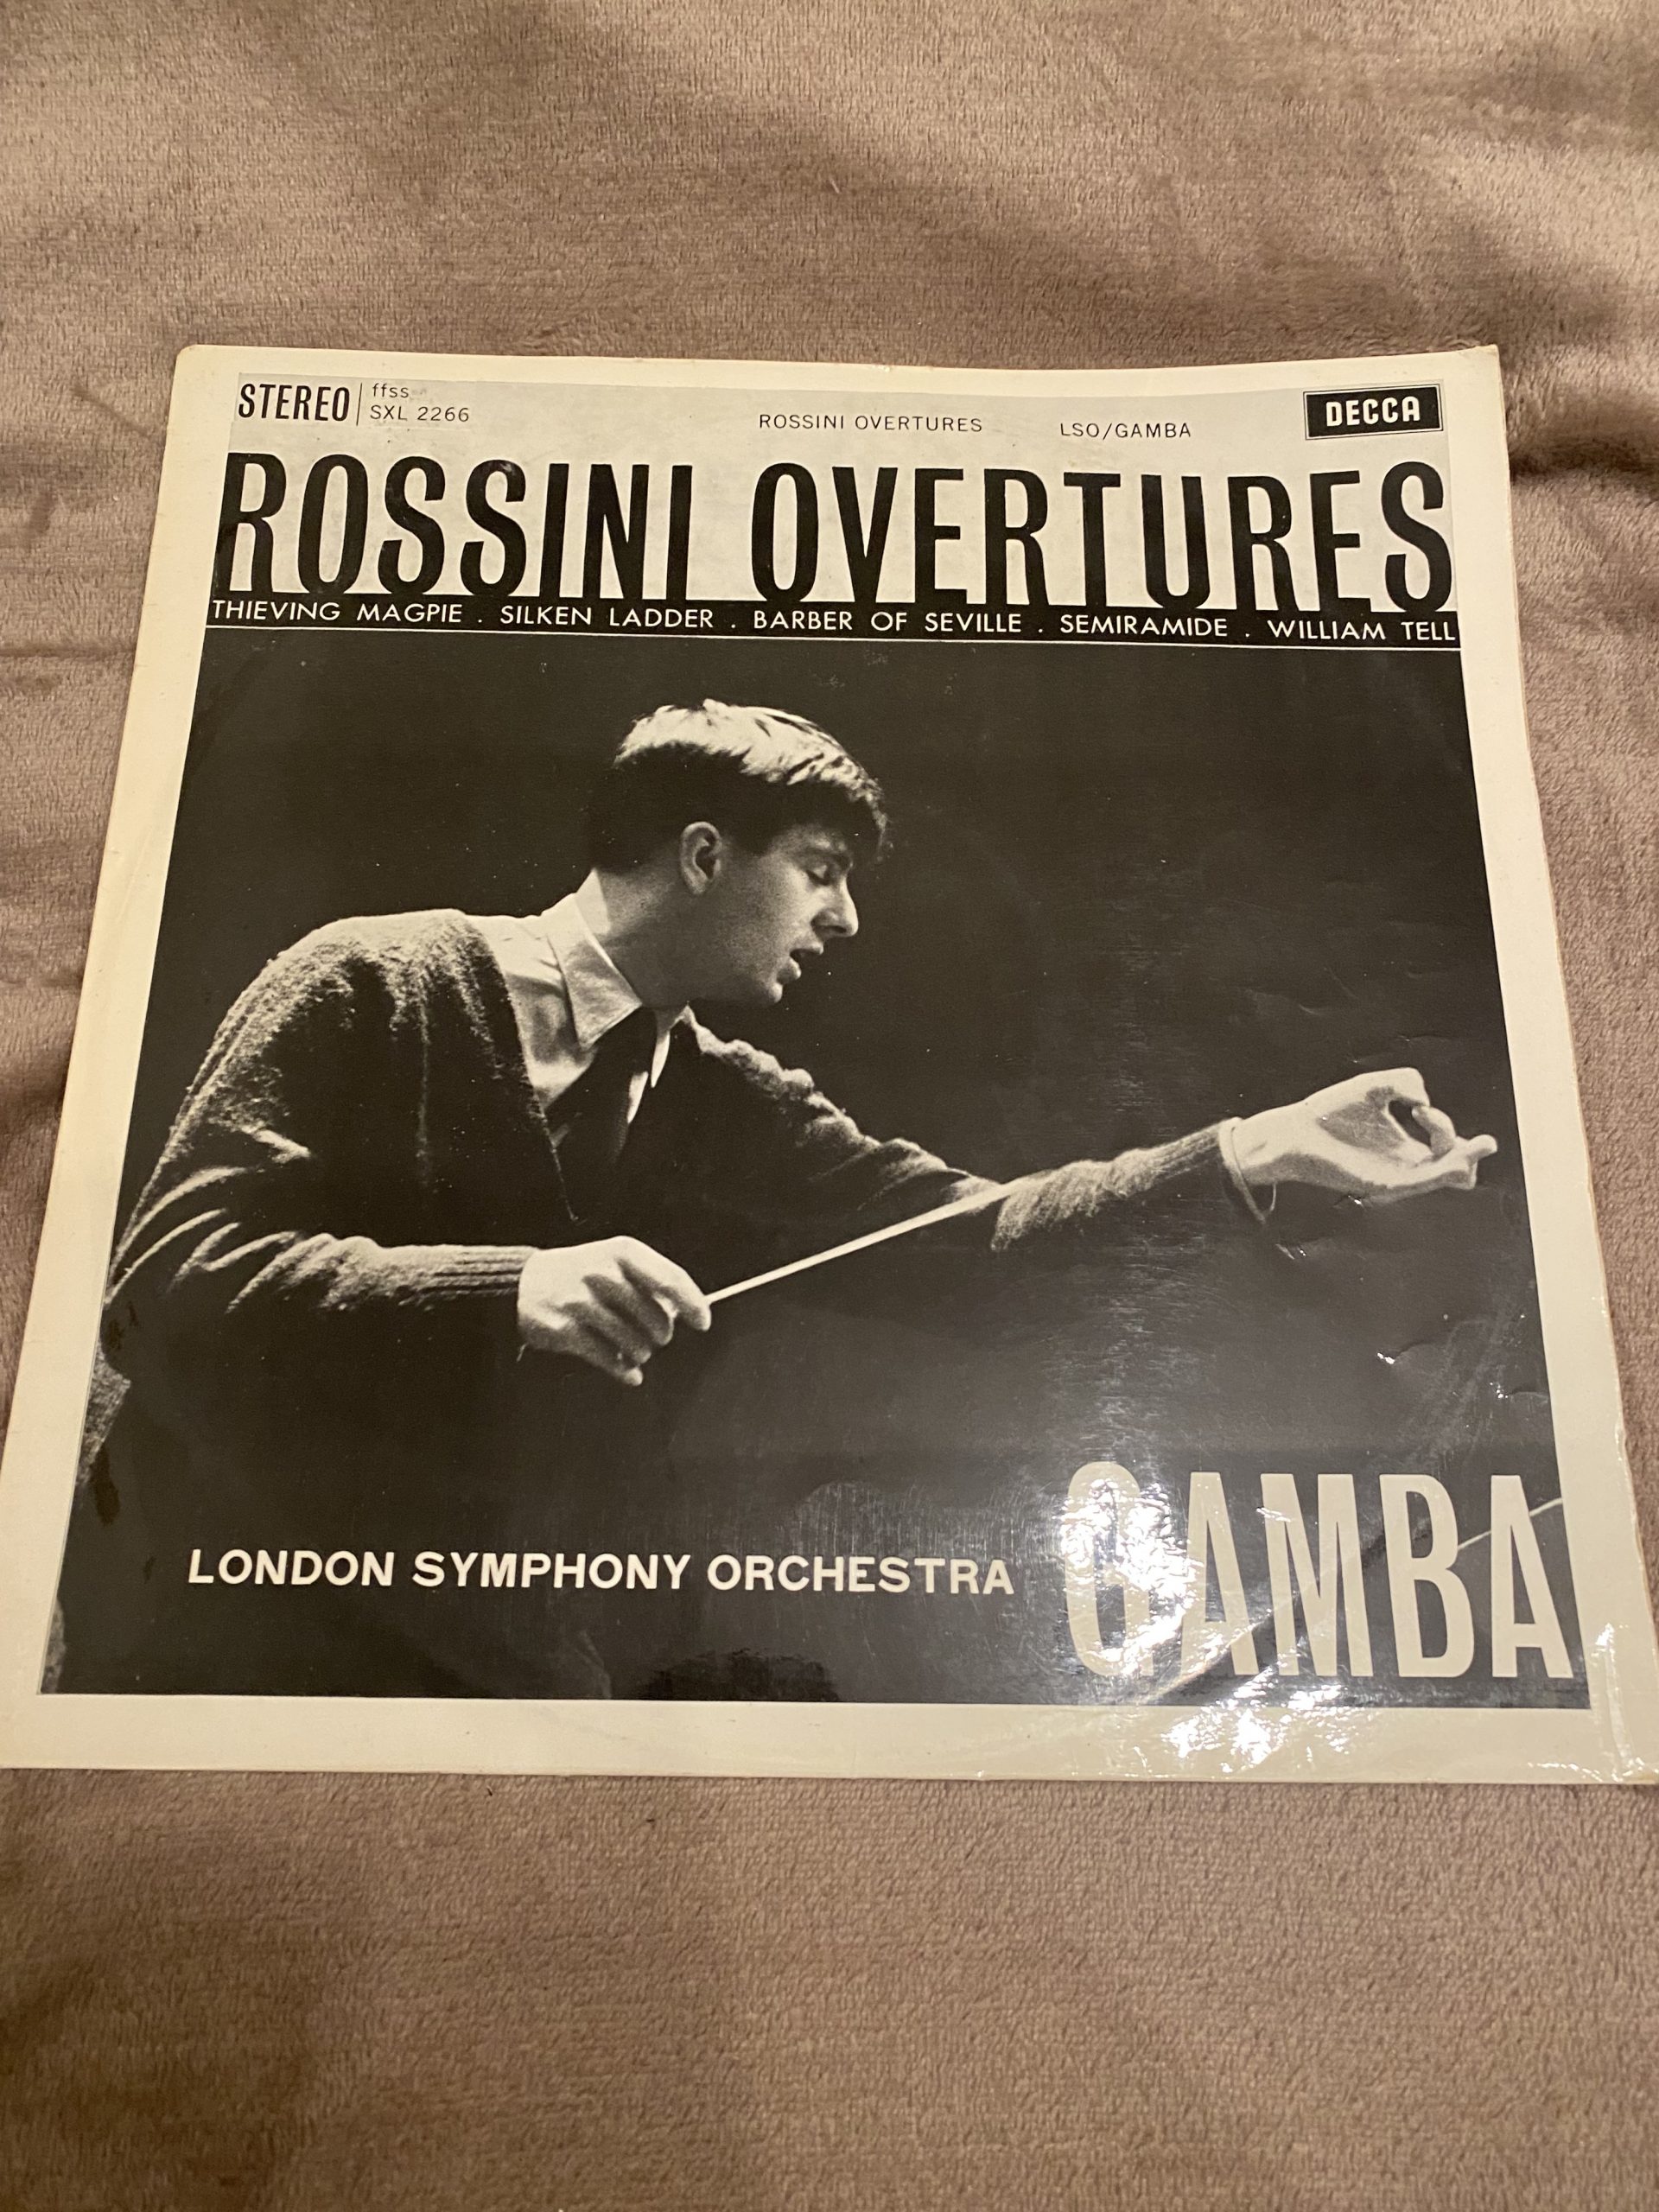 STEREO ffss SXL 2266
ROSSINI OVERTURES LSO/GAMBA
DECCA
ROSSINI OVERTURES
THIEVING MAGPIE . SILKEN LADDER . BARBER OF SEVILLE . SEMIRAMIDE . WILLIAM TELL
LONDON SYMPHONY ORCHESTRA
GAMBA